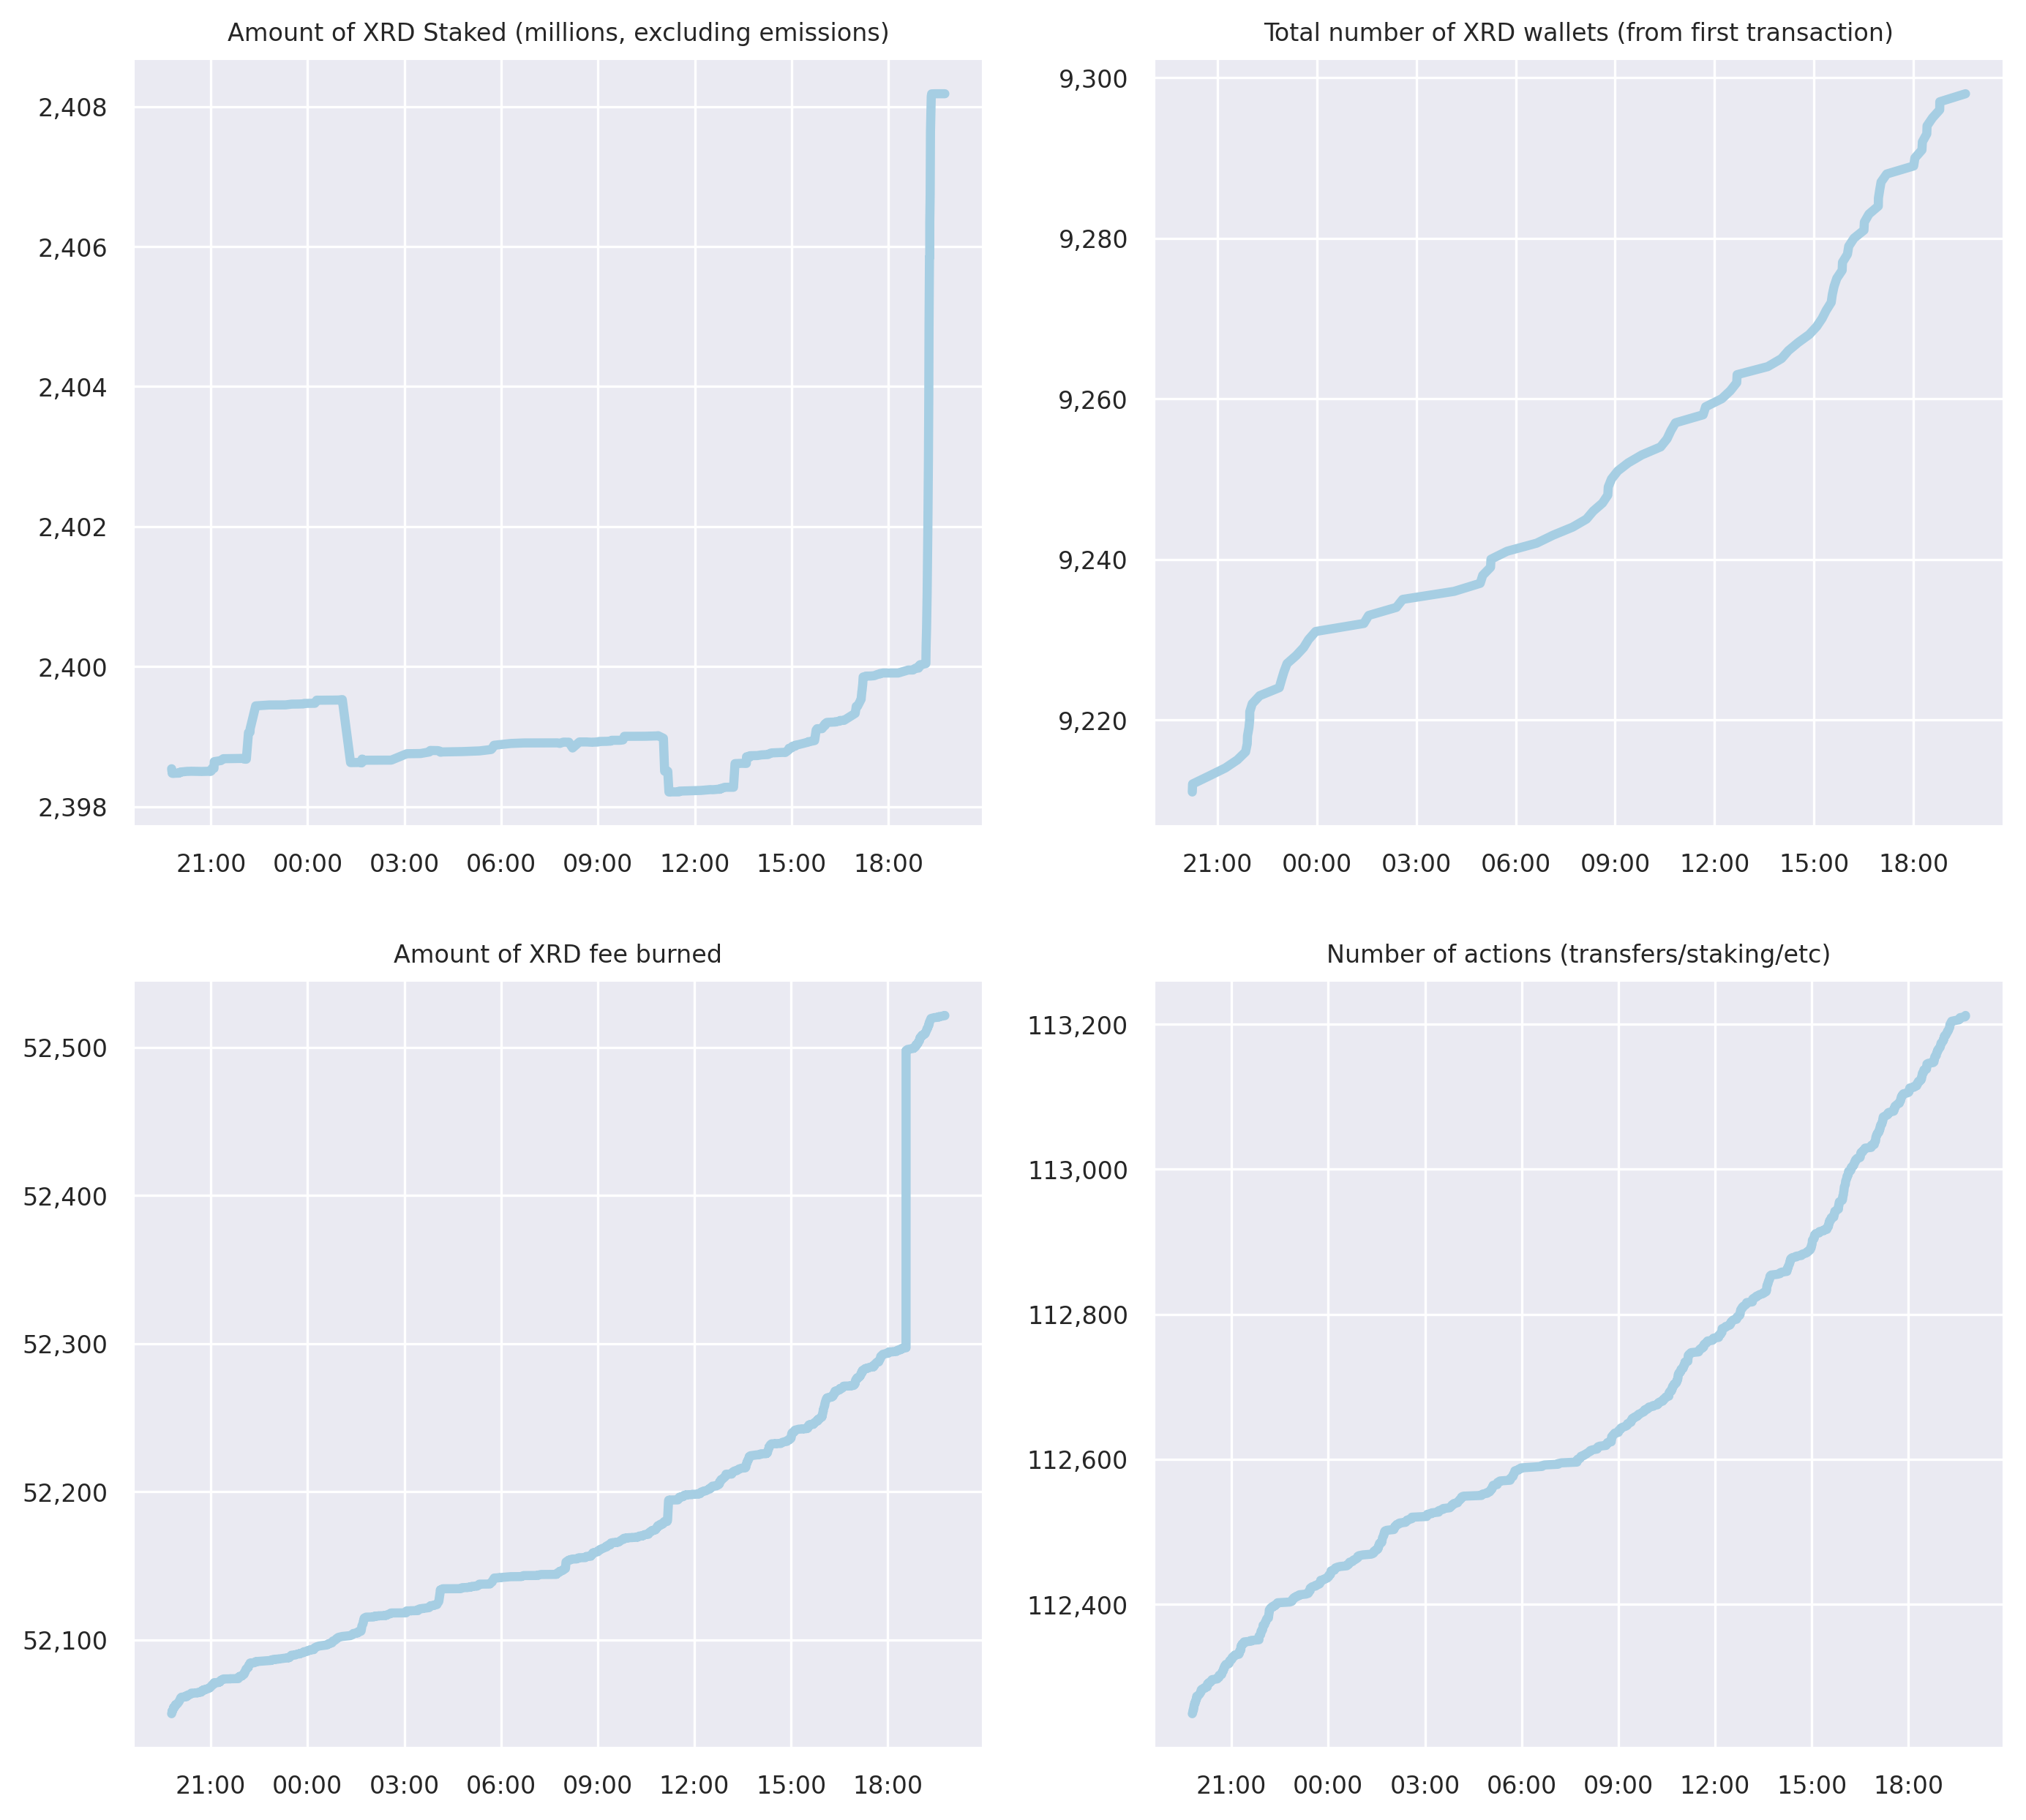 Amount of XRD Staked (millions, excluding emissions)
2,408
2,406
2,404
2,402
2,400
2,398
21:00 00:00 03:00 06:00 09:00 12:00 15:00 18:00
Total number of XRD wallets (from first transaction)
9,300
9,280
9,260
9,240
9,220
21:00 00:00 03:00 06:00 09:00 12:00 15:00 18:00
Amount of XRD fee burned
52,500
52,400
52,300
52,200
52,100
21:00 00:00 03:00 06:00 09:00 12:00 15:00 18:00
Number of actions (transfers/staking/etc)
113,200
113,000
112,800
112,600
112,400
21:00 00:00 03:00 06:00 09:00 12:00 15:00 18:00